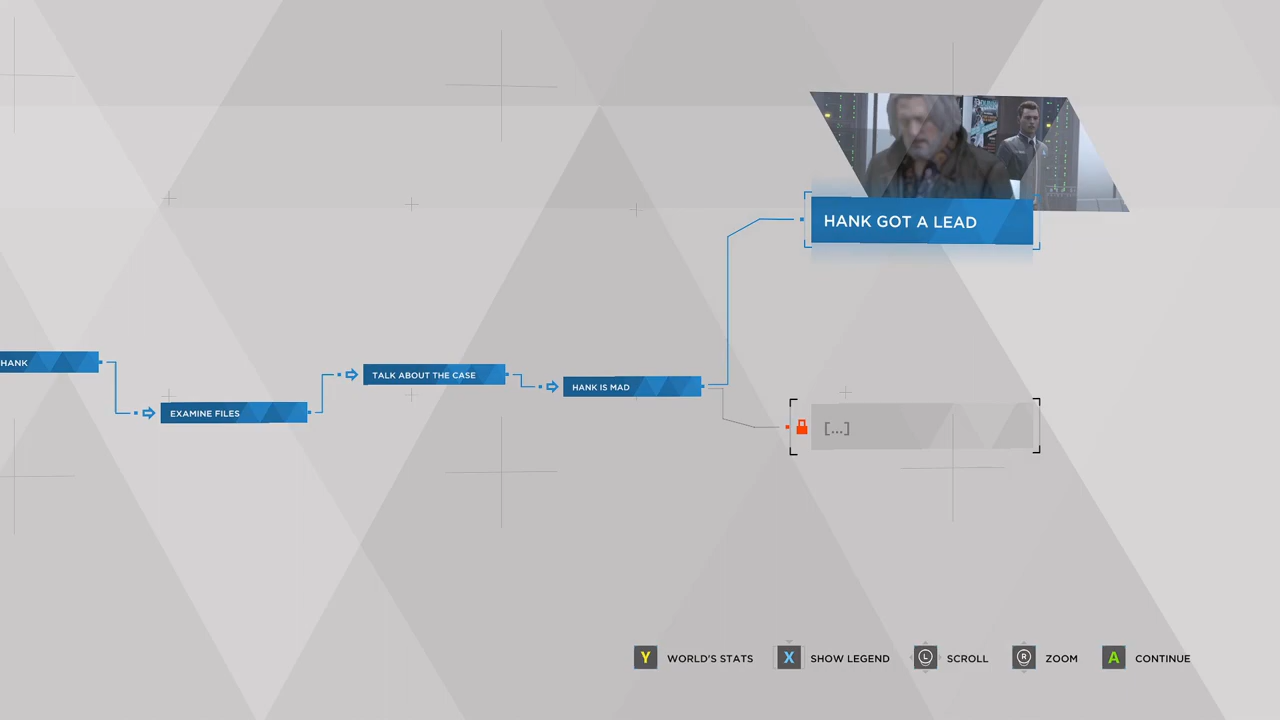 HANK GOT A LEAD
HANK
TALK ABOUT THE CASE
HANK IS MAD
EXAMINE FILES
[...]
Y WORLD'S STATS X SHOW LEGEND L SCROLL R ZOOM A CONTINUE